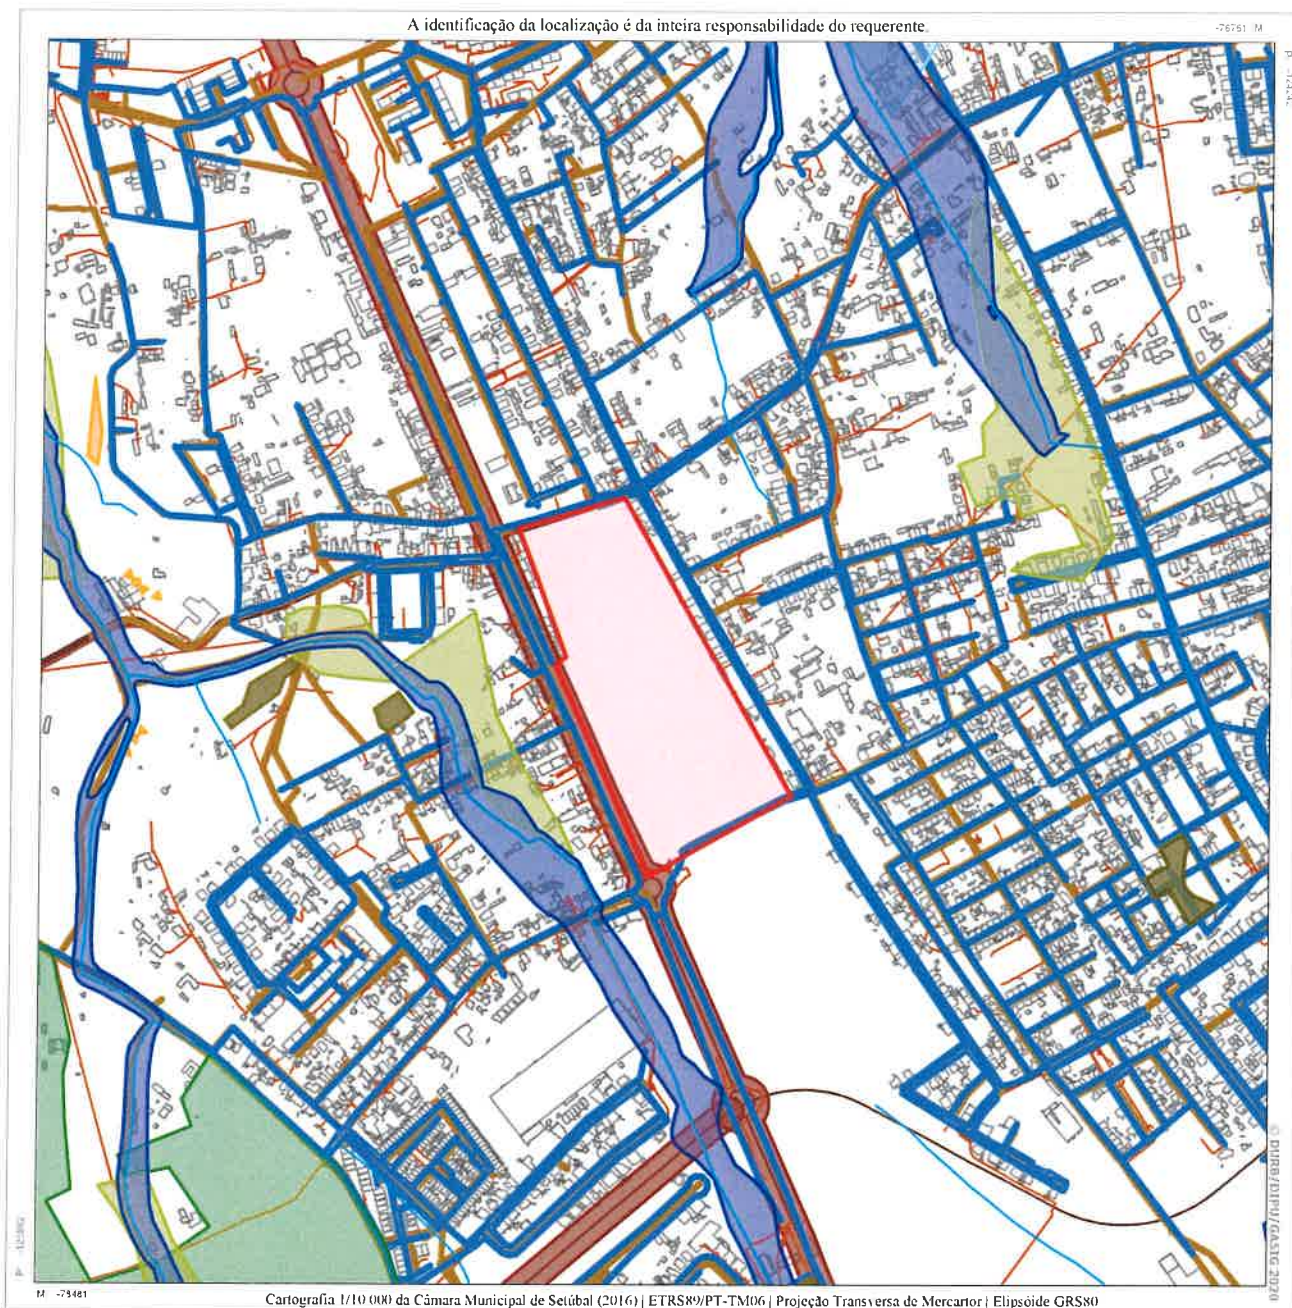 A identificação da localização é da inteira responsabilidade do requerente.
-76761 M
Cartografia 1/10 000 da Câmara Municipal de Setúbal (2016) | ETRS89/PT-TM06 | Projeção Transversa de Mercartor | Elipsóide GRS80
© DURB/DIPU/GASIG 2020